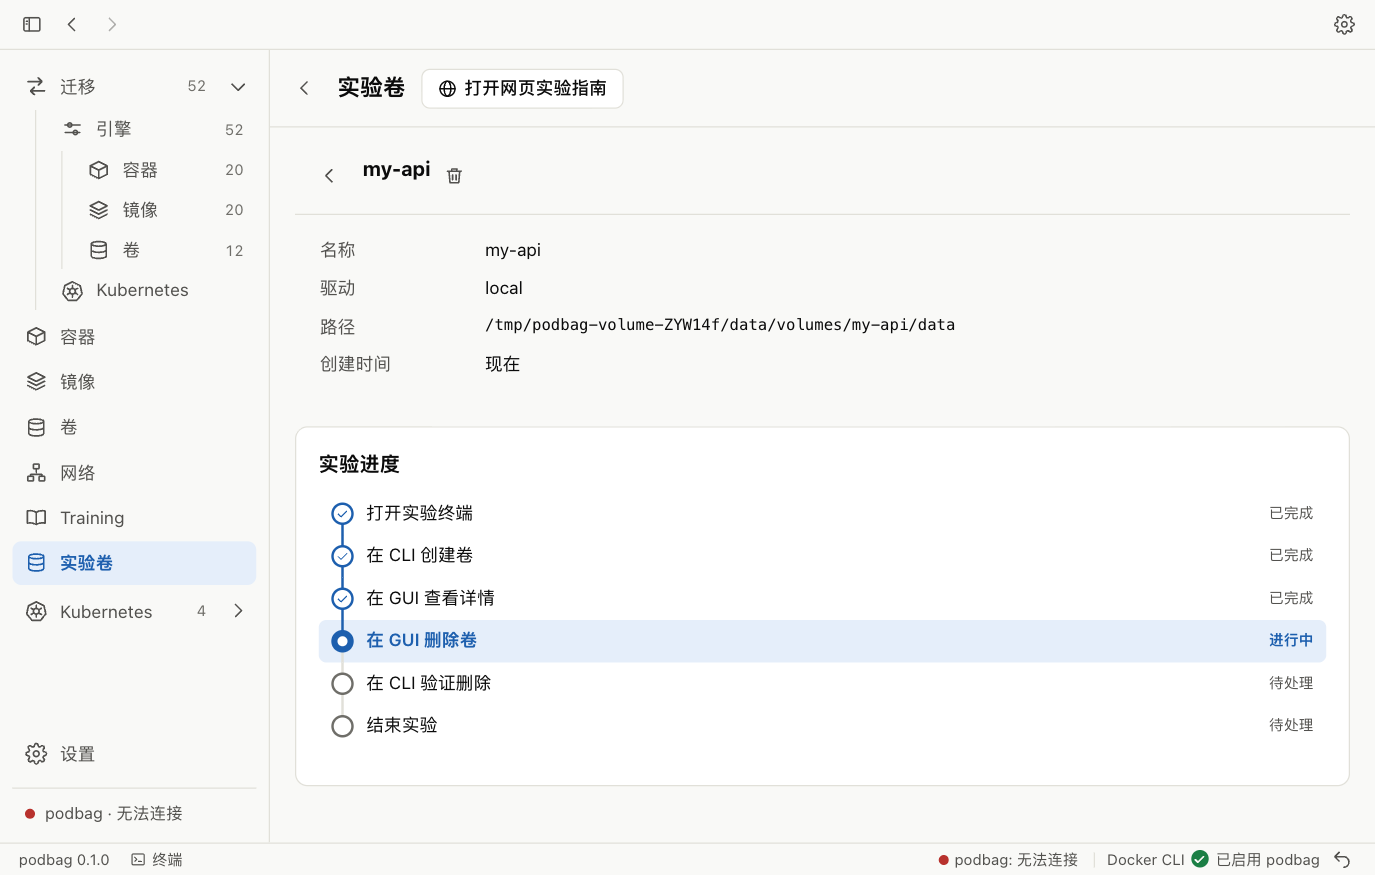 迁移 52
引擎 52
容器 20
镜像 20
卷 12
Kubernetes
容器
镜像
卷
网络
Training
实验卷
Kubernetes 4
设置
podbag · 无法连接
实验卷 打开网页实验指南
my-api
名称 my-api
驱动 local
路径 /tmp/podbag-volume-ZYW14f/data/volumes/my-api/data
创建时间 现在
实验进度
打开实验终端 已完成
在 CLI 创建卷 已完成
在 GUI 查看详情 已完成
在 GUI 删除卷 进行中
在 CLI 验证删除 待处理
结束实验 待处理
podbag 0.1.0 终端 podbag: 无法连接 Docker CLI 已启用 podbag